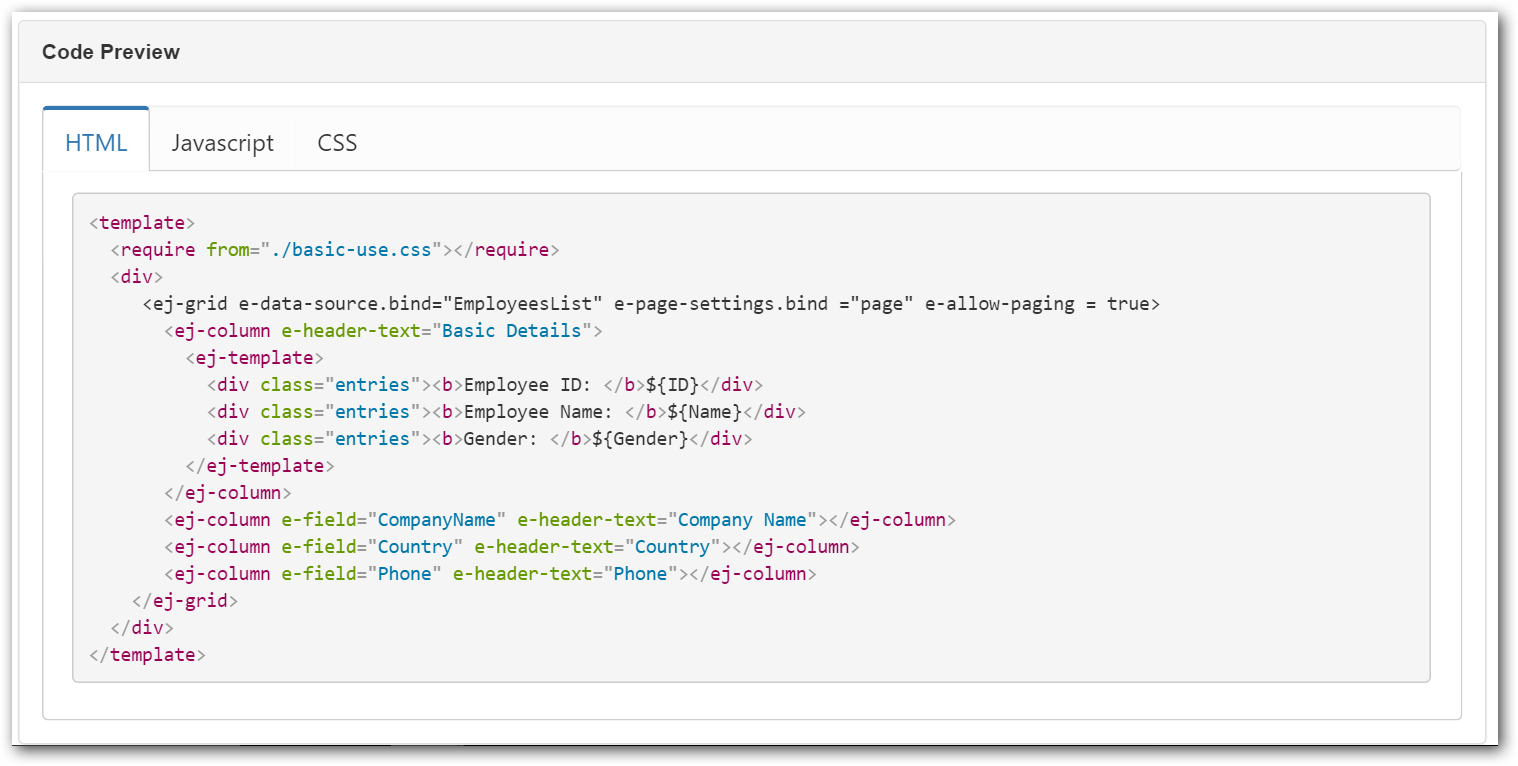 Code Preview
HTML Javascript CSS
<template>
  <require from="./basic-use.css"></require>
  <div>
     <ej-grid e-data-source.bind="EmployeesList" e-page-settings.bind ="page" e-allow-paging = true>
       <ej-column e-header-text="Basic Details">
         <ej-template>
           <div class="entries"><b>Employee ID: </b>${ID}</div>
           <div class="entries"><b>Employee Name: </b>${Name}</div>
           <div class="entries"><b>Gender: </b>${Gender}</div>
         </ej-template>
       </ej-column>
       <ej-column e-field="CompanyName" e-header-text="Company Name"></ej-column>
       <ej-column e-field="Country" e-header-text="Country"></ej-column>
       <ej-column e-field="Phone" e-header-text="Phone"></ej-column>
    </ej-grid>
  </div>
</template>